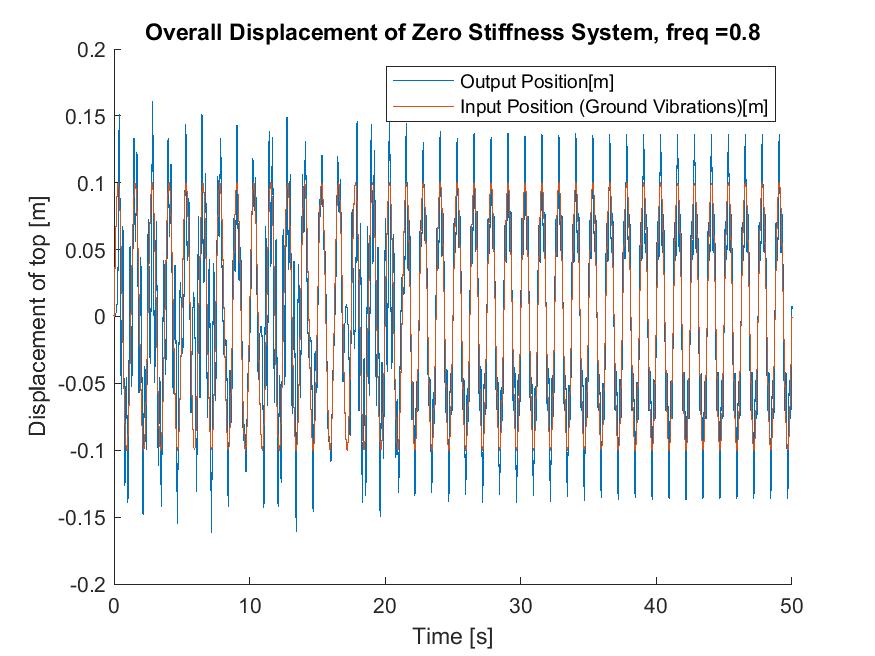 Overall Displacement of Zero Stiffness System, freq =0.8
Output Position[m]
Input Position (Ground Vibrations)[m]
Displacement of top [m]
0.2
0.15
0.1
0.05
0
-0.05
-0.1
-0.15
-0.2
0 10 20 30 40 50
Time [s]